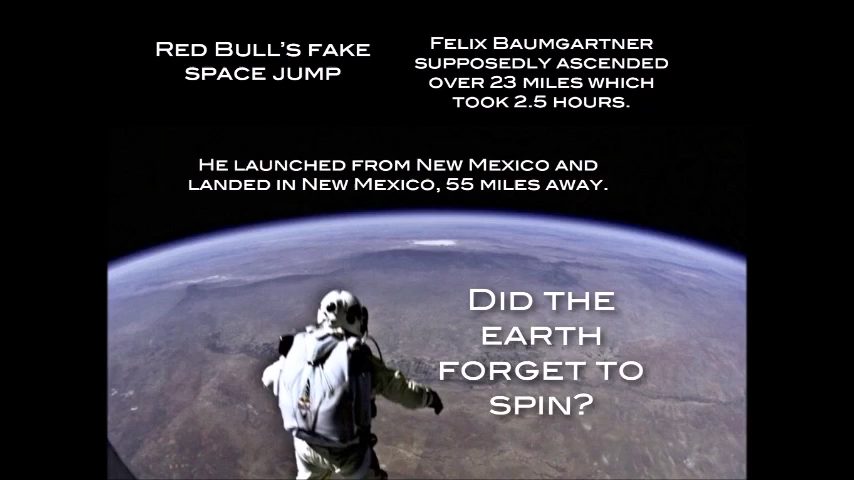 Red Bull's fake
space jump
Felix Baumgartner
supposedly ascended
over 23 miles which
took 2.5 hours.
He launched from New Mexico and
landed in New Mexico, 55 miles away.
Did the
earth
forget to
spin?